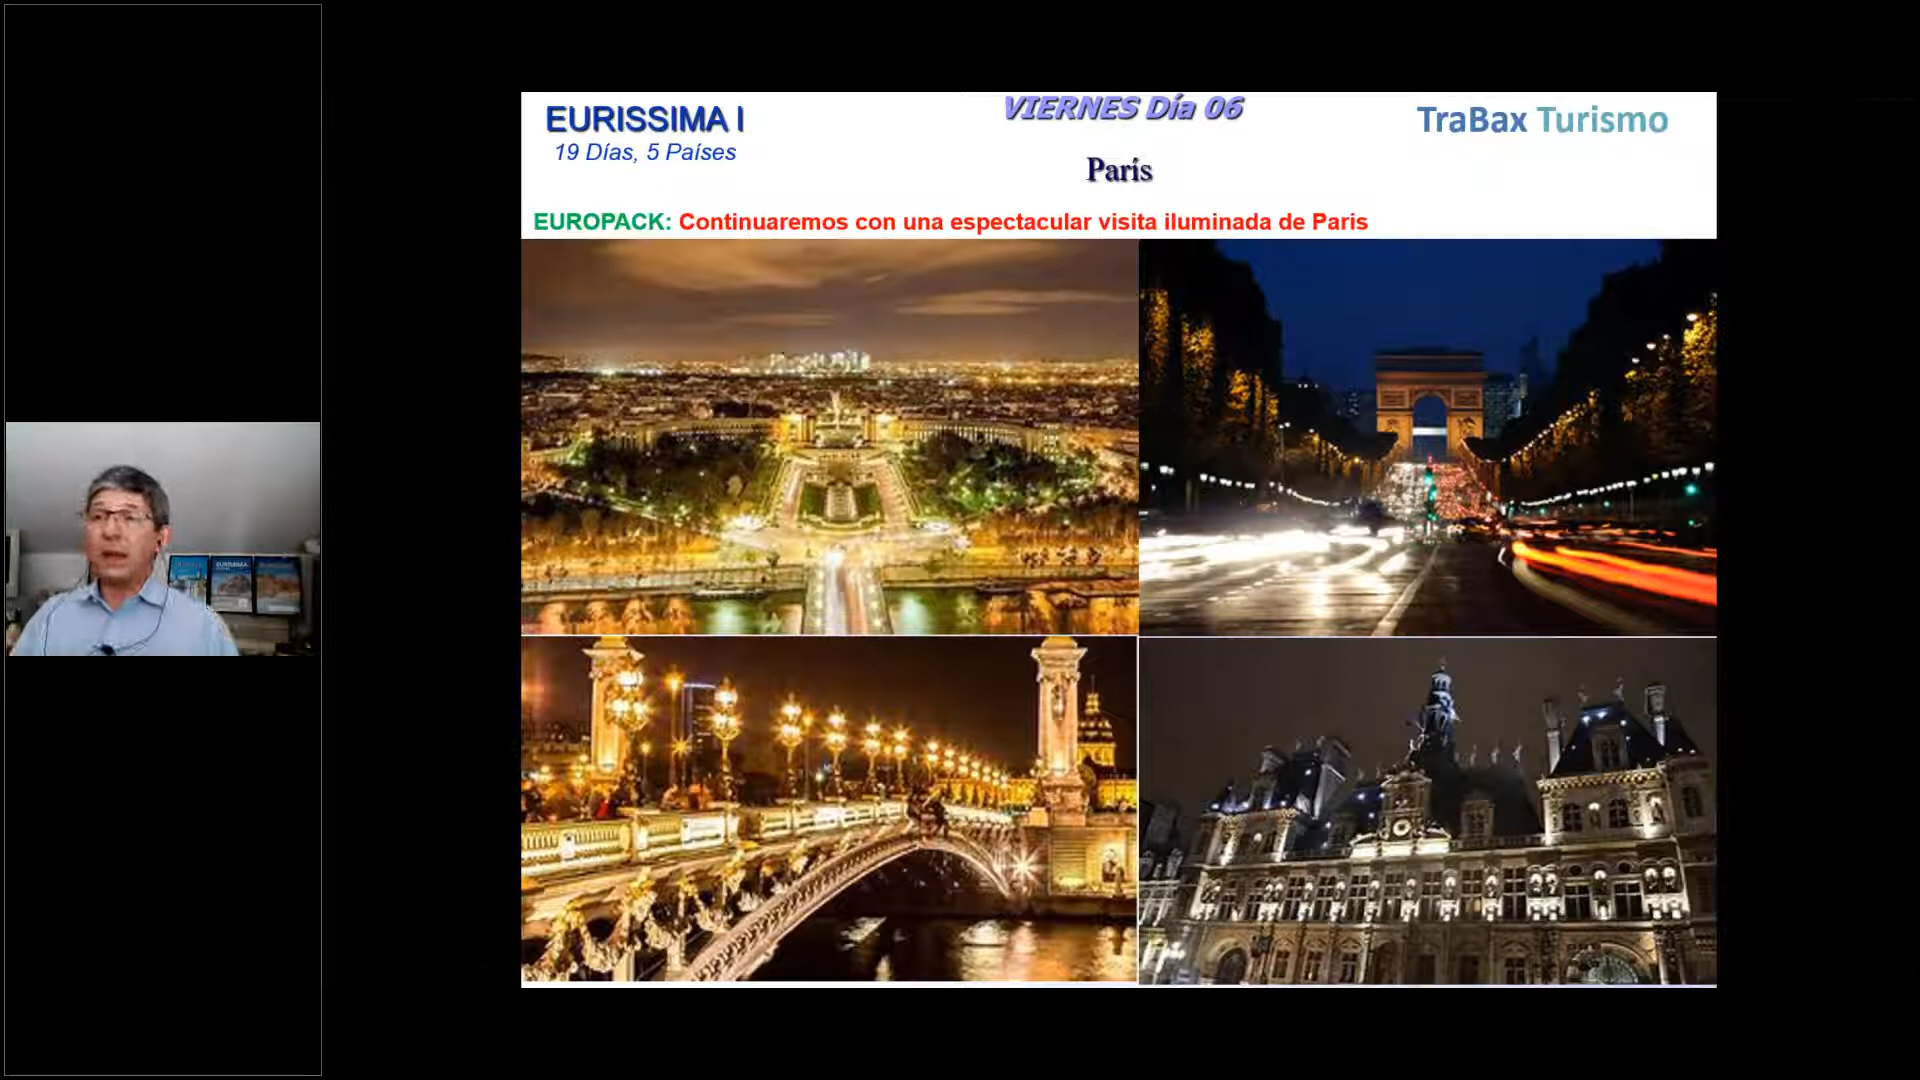 EURISSIMA I
19 Días, 5 Países
VIERNES Día 06
París
TraBax Turismo
EUROPACK: Continuaremos con una espectacular visita iluminada de Paris
EURISSIMA